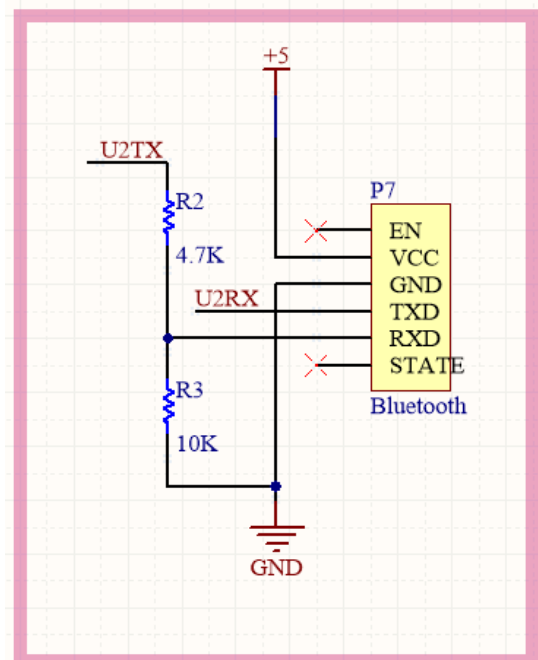 +5
U2TX
P7
R2
EN
4.7K
VCC
GND
U2RX
TXD
RXD
STATE
R3
Bluetooth
10K
GND